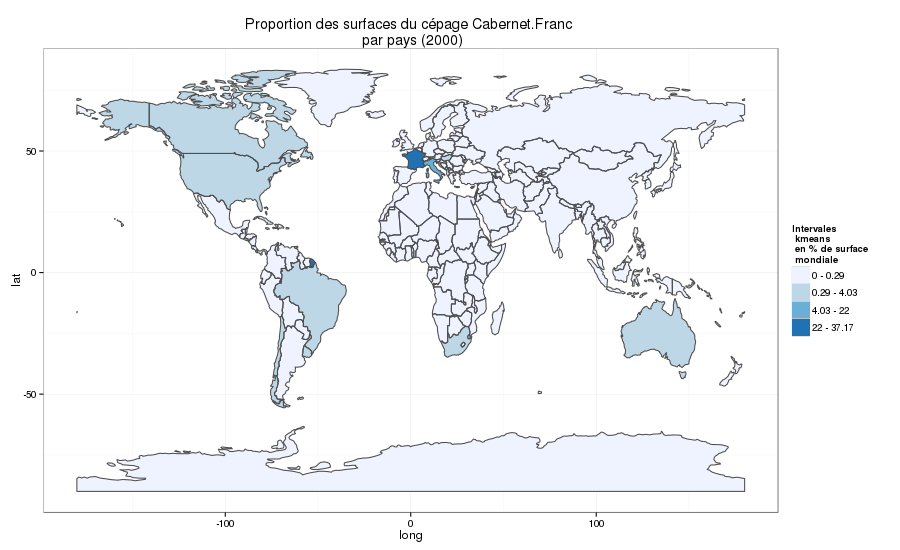 Proportion des surfaces du cépage Cabernet.Franc
par pays (2000)
lat
50
0
-50
-100
0
100
long
Intervales
kmeans
en % de surface
mondiale
0 - 0.29
0.29 - 4.03
4.03 - 22
22 - 37.17